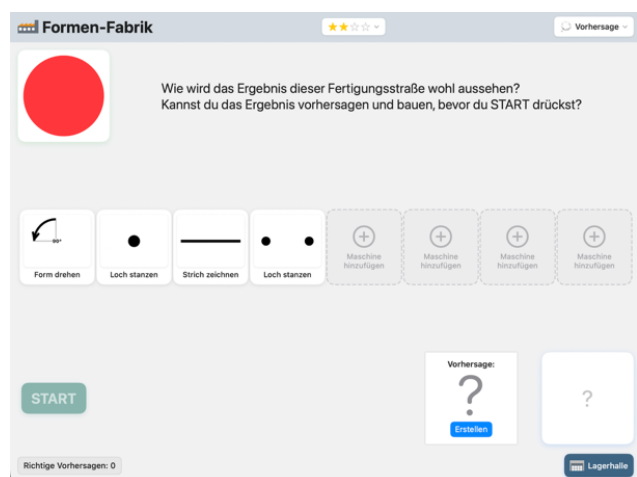 Formen-Fabrik
Vorhersage
Wie wird das Ergebnis dieser Fertigungsstraße wohl aussehen?
Kannst du das Ergebnis vorhersagen und bauen, bevor du START drückst?
90°
Form drehen
Loch stanzen
Strich zeichnen
Loch stanzen
Maschine
hinzufügen
Maschine
hinzufügen
Maschine
hinzufügen
Maschine
hinzufügen
START
Vorhersage:
?
Erstellen
?
Richtige Vorhersagen: 0
Lagerhalle